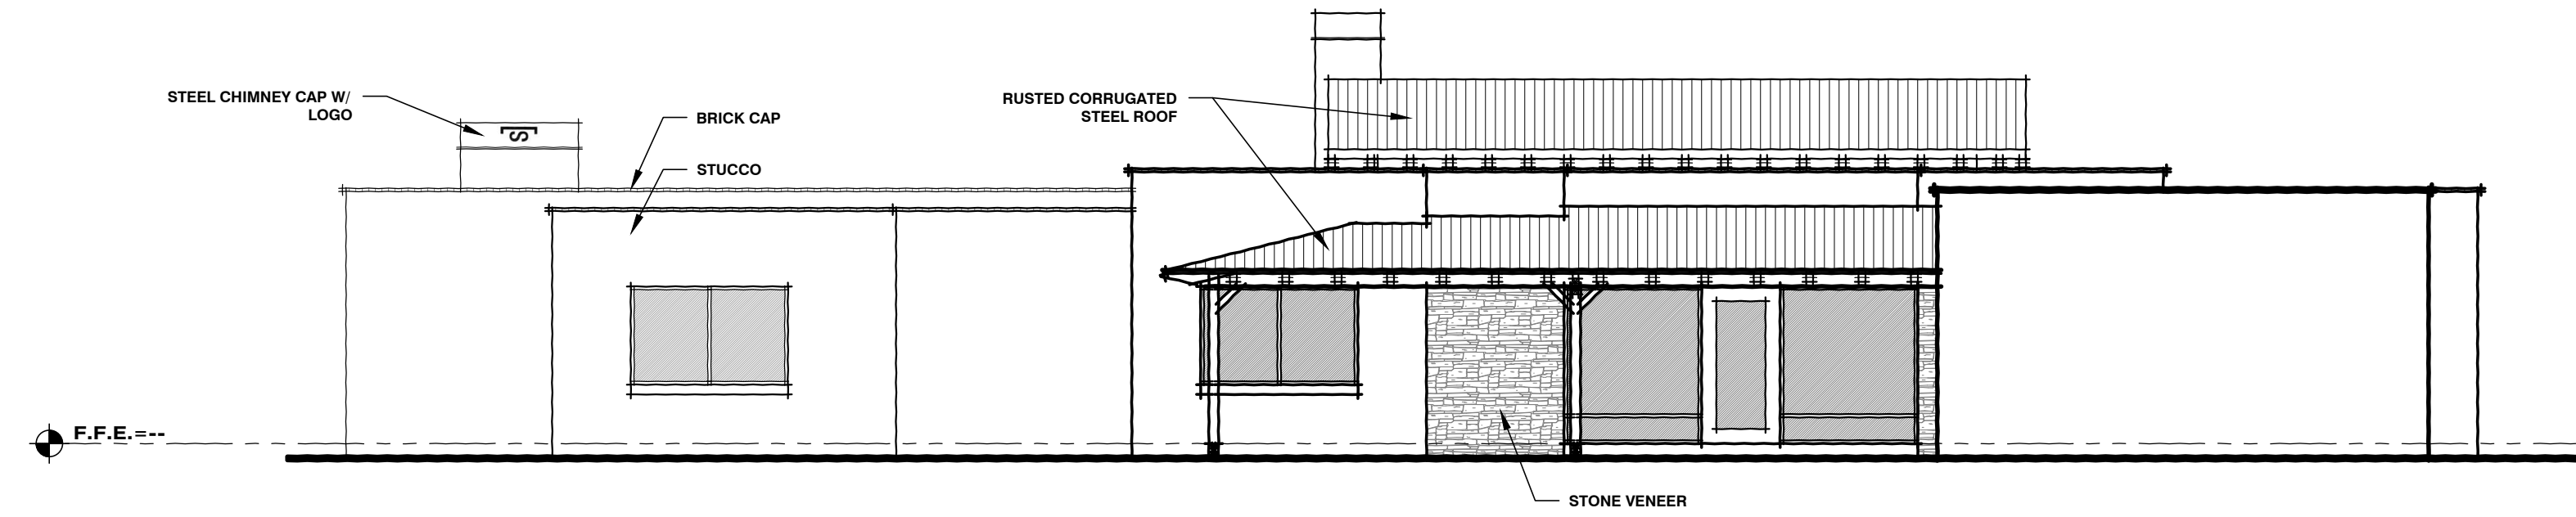 STEEL CHIMNEY CAP W/
LOGO
BRICK CAP
STUCCO
RUSTED CORRUGATED
STEEL ROOF
S
F.F.E.=--
STONE VENEER